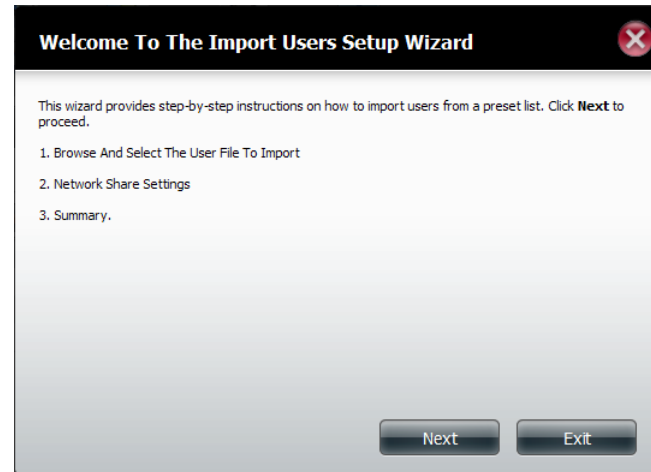 Welcome To The Import Users Setup Wizard
This wizard provides step-by-step instructions on how to import users from a preset list. Click Next to
proceed.
1. Browse And Select The User File To Import
2. Network Share Settings
3. Summary.
Next Exit